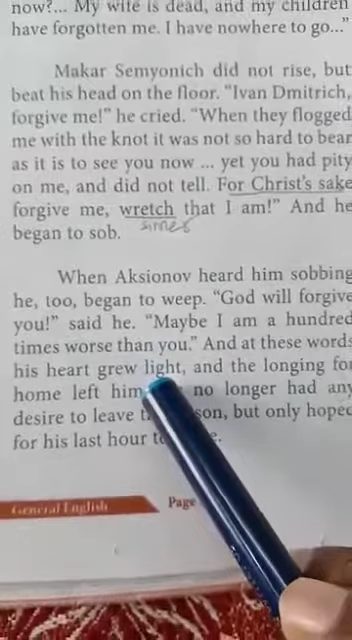 now?... My wife is dead, and my children
have forgotten me. I have nowhere to go..."
Makar Semyonich did not rise, but
beat his head on the floor. "Ivan Dmitrich,
forgive me!" he cried. "When they flogged
me with the knot it was not so hard to bear
as it is to see you now ... yet you had pity
on me, and did not tell. For Christ's sake
forgive me, wretch that I am!" And he
began to sob.
When Aksionov heard him sobbing
he, too, began to weep. "God will forgive
you!" said he. "Maybe I am a hundred
times worse than you." And at these words
his heart grew light, and the longing for
home left him no longer had any
desire to leave but only hoped
for his last hour
General English
Page